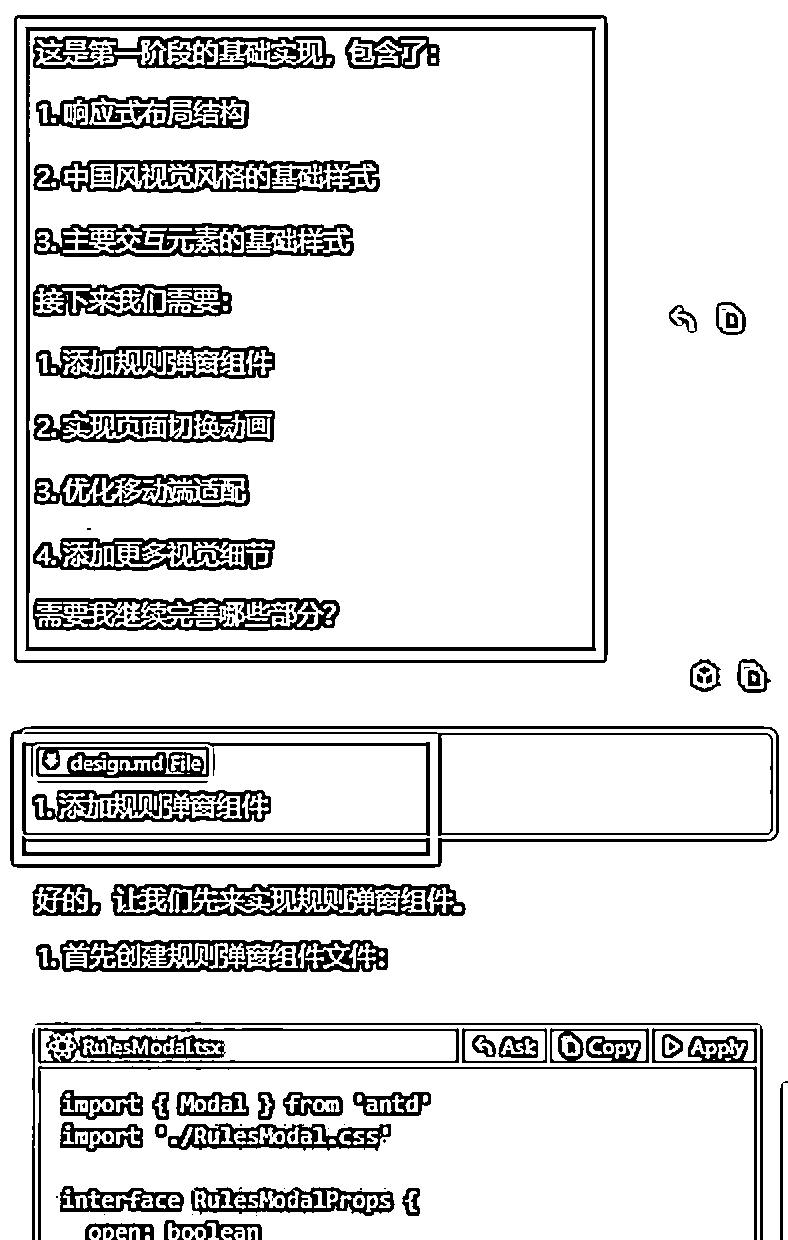 这是第一阶段的基础实现，包含了：
1. 响应式布局结构
2. 中国风视觉风格的基础样式
3. 主要交互元素的基础样式
接下来我们需要：
1. 添加规则弹窗组件
2. 实现页面切换动画
3. 优化移动端适配
4. 添加更多视觉细节
需要我继续完善哪些部分？
design.md File
1. 添加规则弹窗组件
好的，让我们先来实现规则弹窗组件。
1. 首先创建规则弹窗组件文件：
RulesModal.tsx Ask Copy Apply
import { Modal } from 'antd'
import './RulesModal.css'
interface RulesModalProps {
open: boolean